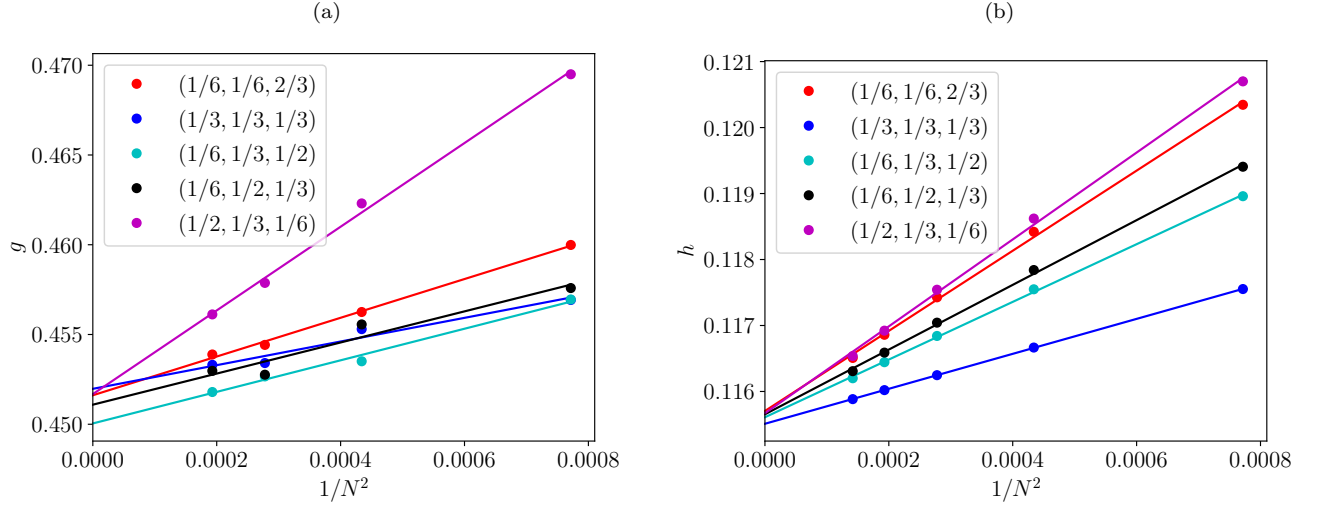 (a)
0.470
0.465
0.460
0.455
0.450
g
(1/6, 1/6, 2/3)
(1/3, 1/3, 1/3)
(1/6, 1/3, 1/2)
(1/6, 1/2, 1/3)
(1/2, 1/3, 1/6)
0.0000 0.0002 0.0004 0.0006 0.0008
1/N²
(b)
0.121
0.120
0.119
0.118
0.117
0.116
h
(1/6, 1/6, 2/3)
(1/3, 1/3, 1/3)
(1/6, 1/3, 1/2)
(1/6, 1/2, 1/3)
(1/2, 1/3, 1/6)
0.0000 0.0002 0.0004 0.0006 0.0008
1/N²